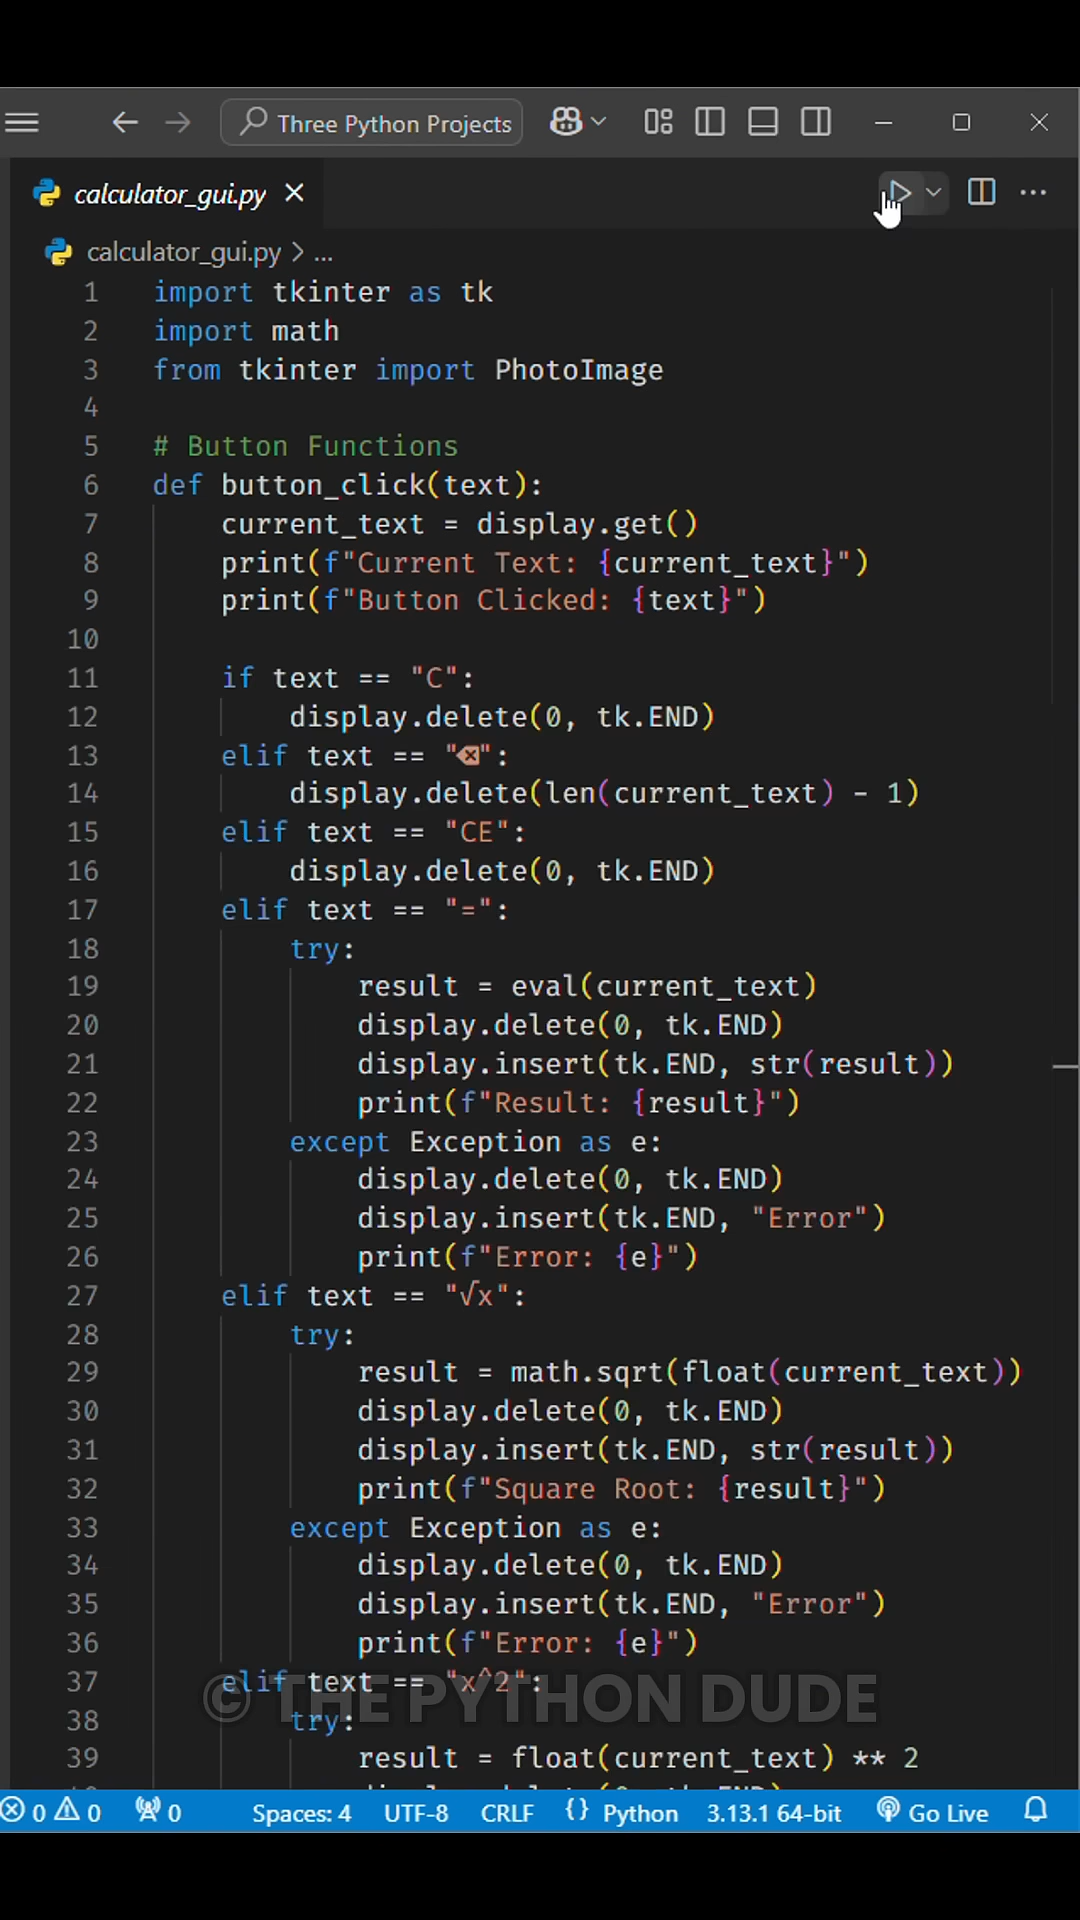 Three Python Projects
calculator_gui.py
calculator_gui.py > ...
1 import tkinter as tk
2 import math
3 from tkinter import PhotoImage
4
5 # Button Functions
6 def button_click(text):
7     current_text = display.get()
8     print(f"Current Text: {current_text}")
9     print(f"Button Clicked: {text}")
10
11     if text == "C":
12         display.delete(0, tk.END)
13     elif text == "⌫":
14         display.delete(len(current_text) - 1)
15     elif text == "CE":
16         display.delete(0, tk.END)
17     elif text == "=":
18         try:
19             result = eval(current_text)
20             display.delete(0, tk.END)
21             display.insert(tk.END, str(result))
22             print(f"Result: {result}")
23         except Exception as e:
24             display.delete(0, tk.END)
25             display.insert(tk.END, "Error")
26             print(f"Error: {e}")
27     elif text == "√x":
28         try:
29             result = math.sqrt(float(current_text))
30             display.delete(0, tk.END)
31             display.insert(tk.END, str(result))
32             print(f"Square Root: {result}")
33         except Exception as e:
34             display.delete(0, tk.END)
35             display.insert(tk.END, "Error")
36             print(f"Error: {e}")
37     elif text == "x^2":
© THE PYTHON DUDE
38         try:
39             result = float(current_text) ** 2
0 0 0 Spaces: 4 UTF-8 CRLF {} Python 3.13.1 64-bit Go Live